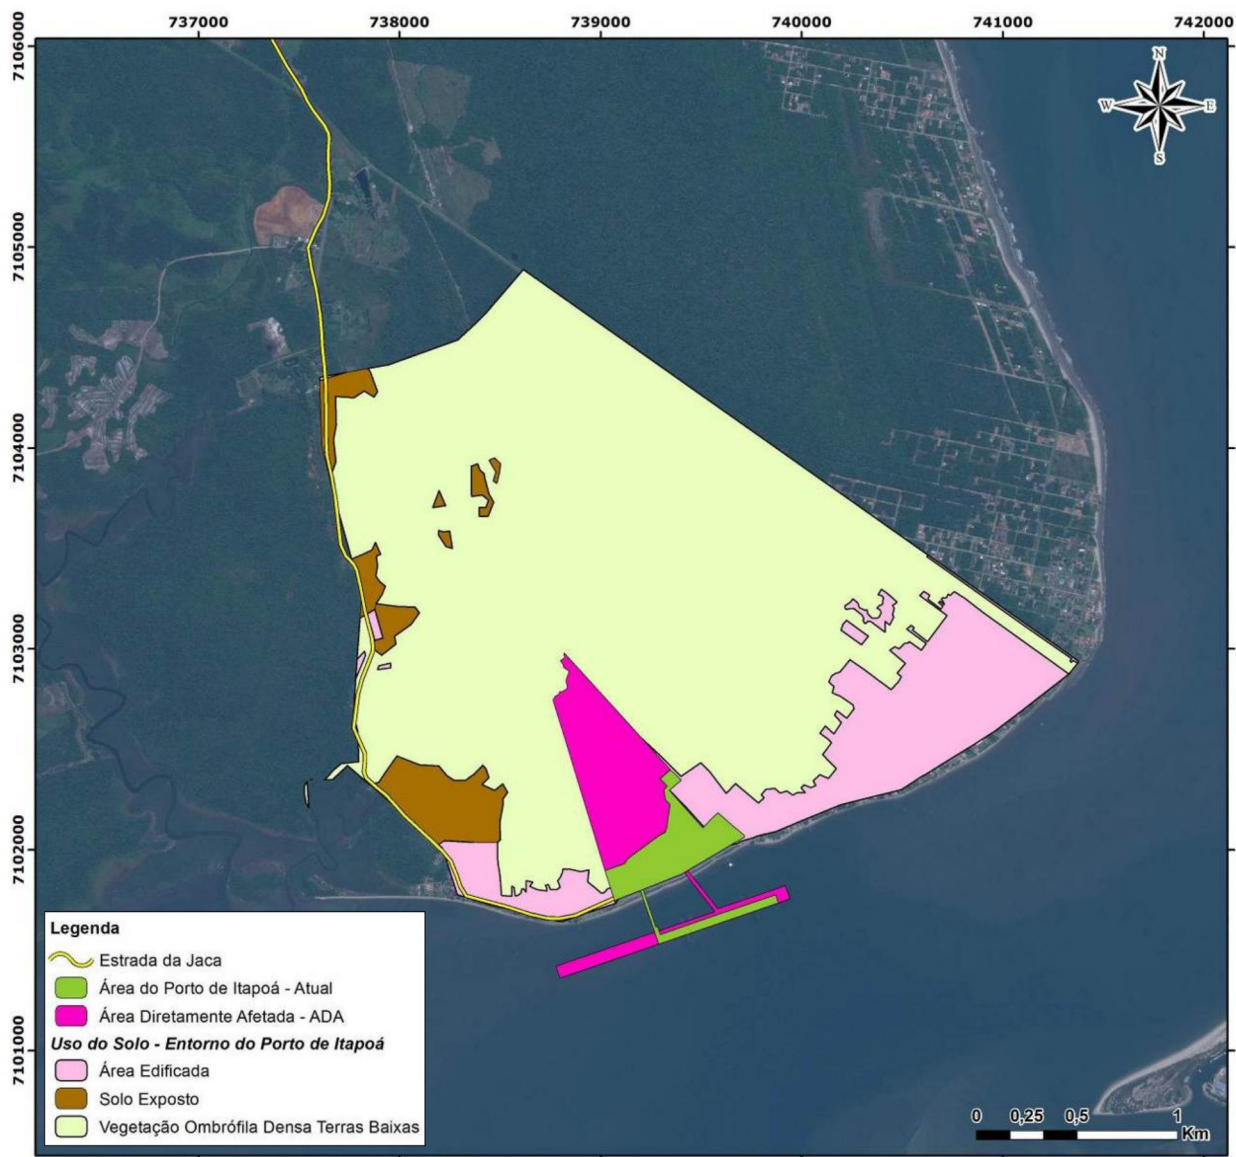 737000 738000 739000 740000 741000 742000
7106000
7105000
7104000
7103000
7102000
7101000
N
W E
S
Legenda
Estrada da Jaca
Área do Porto de Itapoá - Atual
Área Diretamente Afetada - ADA
Uso do Solo - Entorno do Porto de Itapoá
Área Edificada
Solo Exposto
Vegetação Ombrófila Densa Terras Baixas
0 0,25 0,5 1
Km